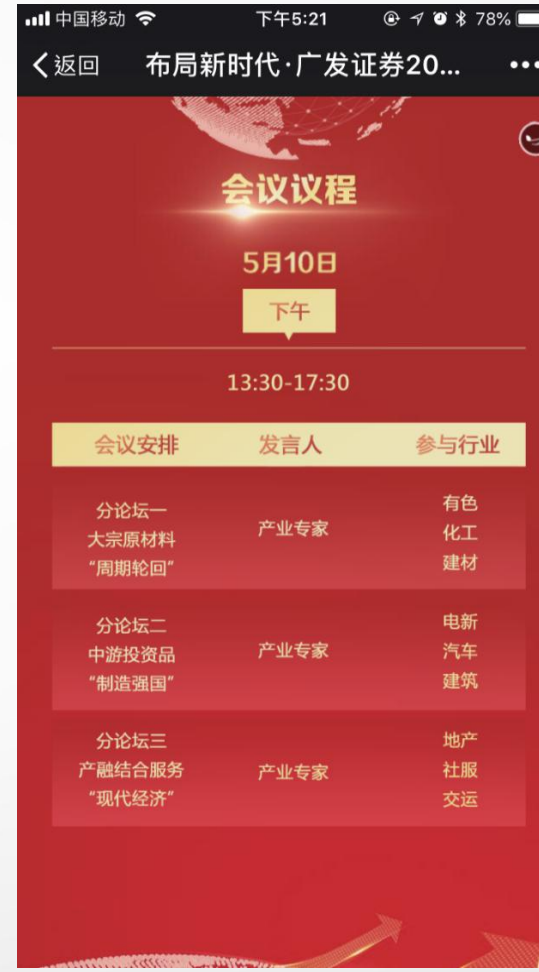 中国移动 下午5:21 78%
返回 布局新时代·广发证券20...
会议议程
5月10日
下午
13:30-17:30
会议安排 发言人 参与行业
分论坛一
大宗原材料
“周期轮回”
产业专家
有色
化工
建材
分论坛二
中游投资品
“制造强国”
产业专家
电新
汽车
建筑
分论坛三
产融结合服务
“现代经济”
产业专家
地产
社服
交运